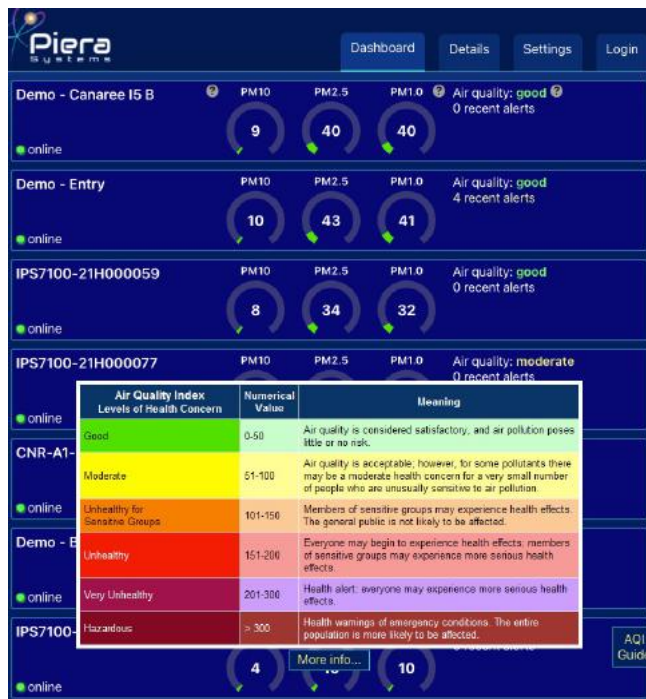 Piera
Systems
Dashboard Details Settings Login
Demo - Canaree I5 B ? PM10 PM2.5 PM1.0 ? Air quality: good ?
0 recent alerts
9 40 40
online
Demo - Entry PM10 PM2.5 PM1.0 Air quality: good
4 recent alerts
10 43 41
online
IPS7100-21H000059 PM10 PM2.5 PM1.0 Air quality: good
0 recent alerts
8 34 32
online
IPS7100-21H000077 PM10 PM2.5 PM1.0 Air quality: moderate
0 recent alerts
online
Air Quality Index
Levels of Health Concern
Numerical
Value
Meaning
Good
0-50
Air quality is considered satisfactory, and air pollution poses
little or no risk.
Moderate
51-100
Air quality is acceptable; however, for some pollutants there
may be a moderate health concern for a very small number
of people who are unusually sensitive to air pollution.
Unhealthy for
Sensitive Groups
101-150
Members of sensitive groups may experience health effects.
The general public is not likely to be affected.
Unhealthy
151-200
Everyone may begin to experience health effects; members
of sensitive groups may experience more serious health
effects.
Very Unhealthy
201-300
Health alert: everyone may experience more serious health
effects.
Hazardous
> 300
Health warnings of emergency conditions. The entire
population is more likely to be affected.
CNR-A1-
online
Demo - B
online
IPS7100-
4 10
More info...
AQI
Guide
online